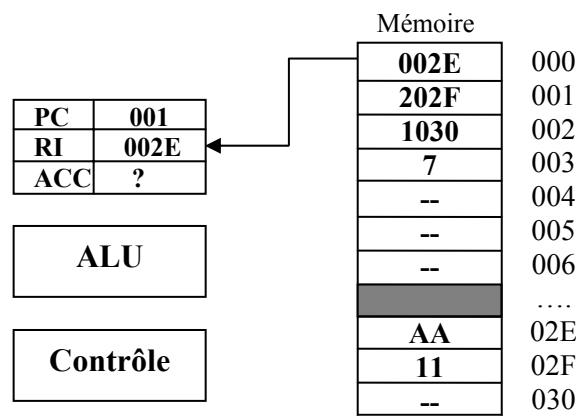 Mémoire
002E 000
202F 001
1030 002
7 003
-- 004
-- 005
-- 006
....
AA 02E
11 02F
-- 030
PC 001
RI 002E
ACC ?
ALU
Contrôle